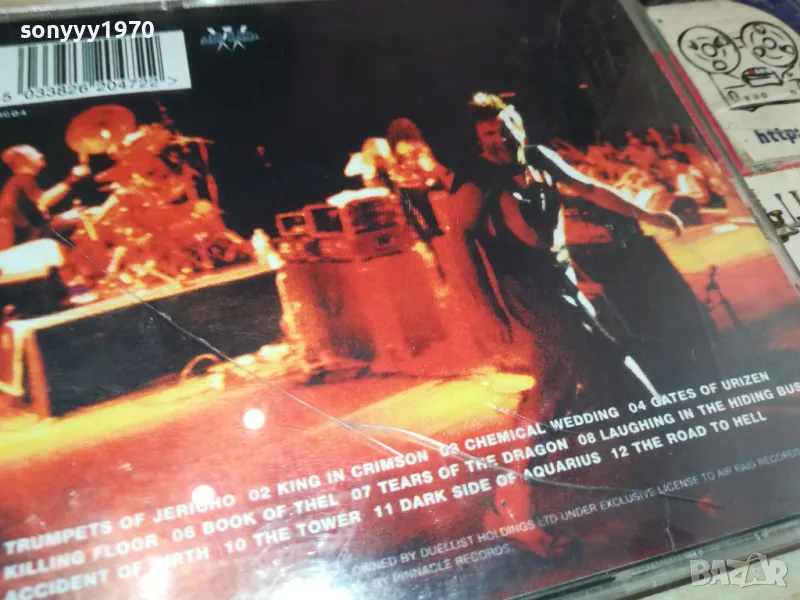 sonyyy1970
5 033826 204722 >
http
TRUMPETS OF JERICHO 02 KING IN CRIMSON 03 CHEMICAL WEDDING 04 GATES OF URIZEN
KILLING FLOOR 06 BOOK OF THEL 07 TEARS OF THE DRAGON 08 LAUGHING IN THE HIDING BUS
ACCIDENT OF BIRTH 10 THE TOWER 11 DARK SIDE OF AQUARIUS 12 THE ROAD TO HELL
OWNED BY DUELLIST HOLDINGS LTD UNDER EXCLUSIVE LICENSE TO AIR RAID RECORDS
BY PINNACLE RECORDS.
BAZAR